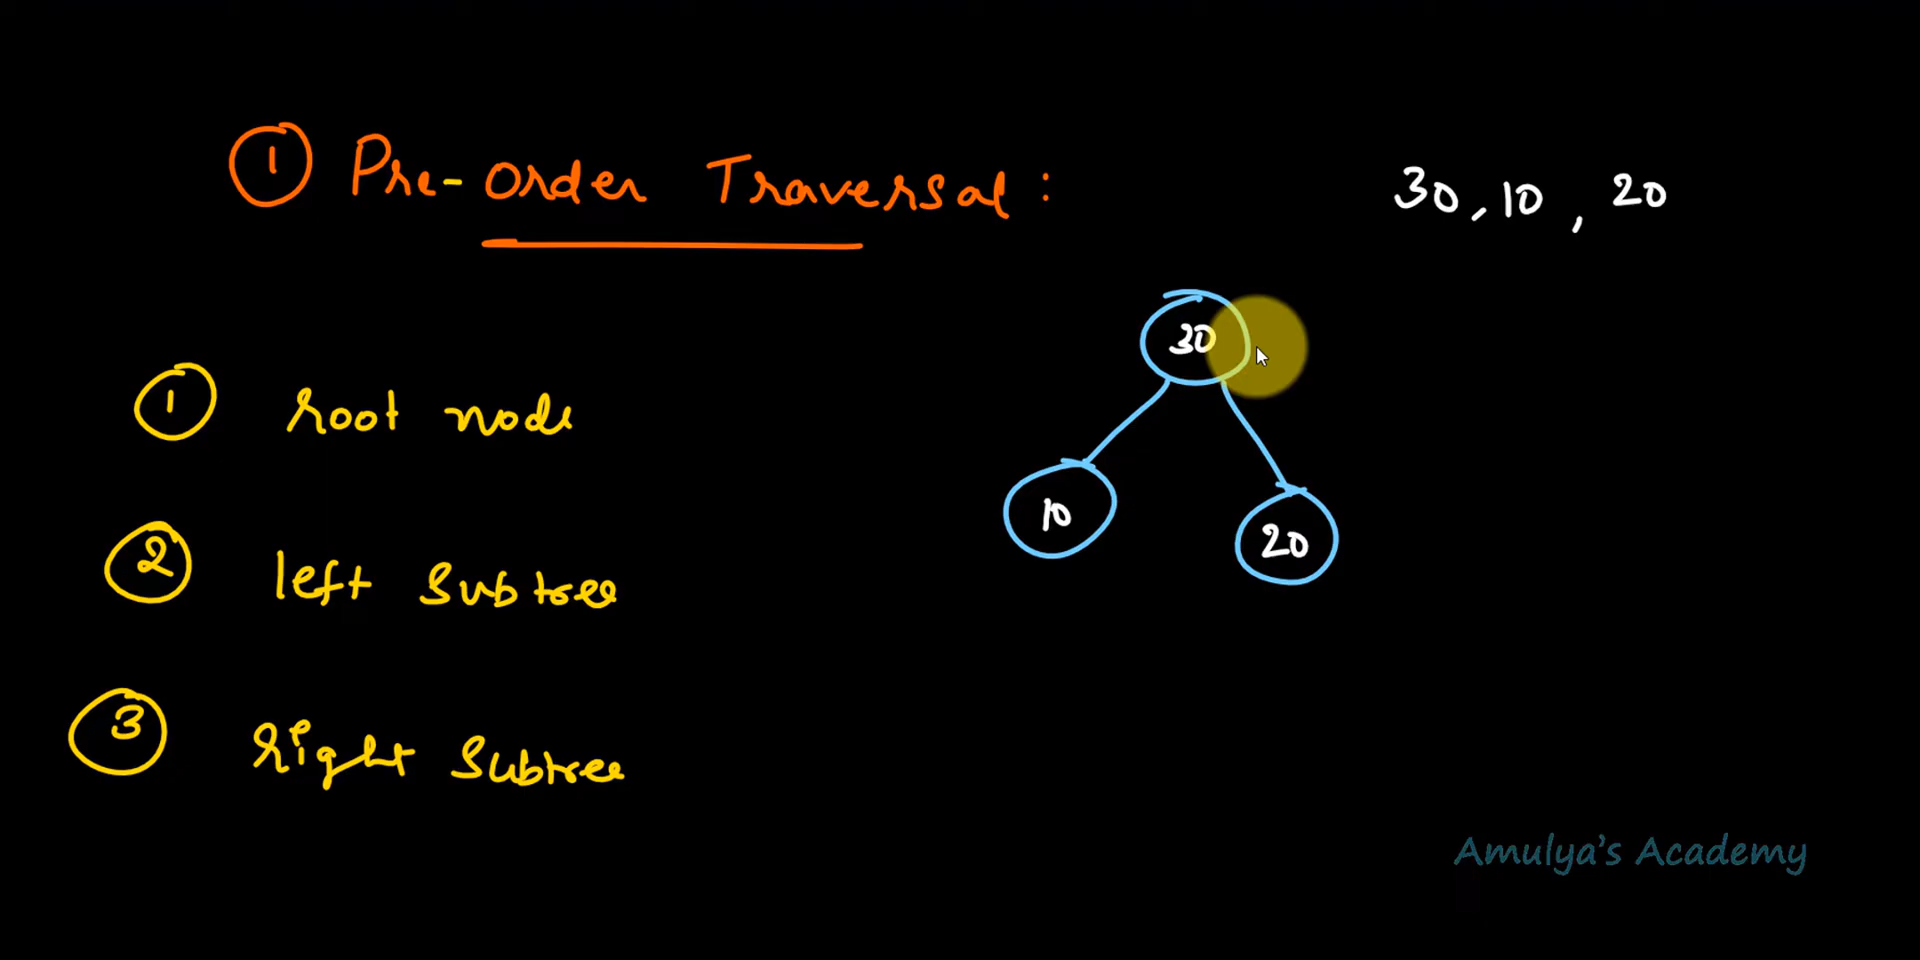 1 Pre-order Traversal:
30, 10, 20
30
10
20
1 root node
2 left subtree
3 right subtree
Amulya's Academy